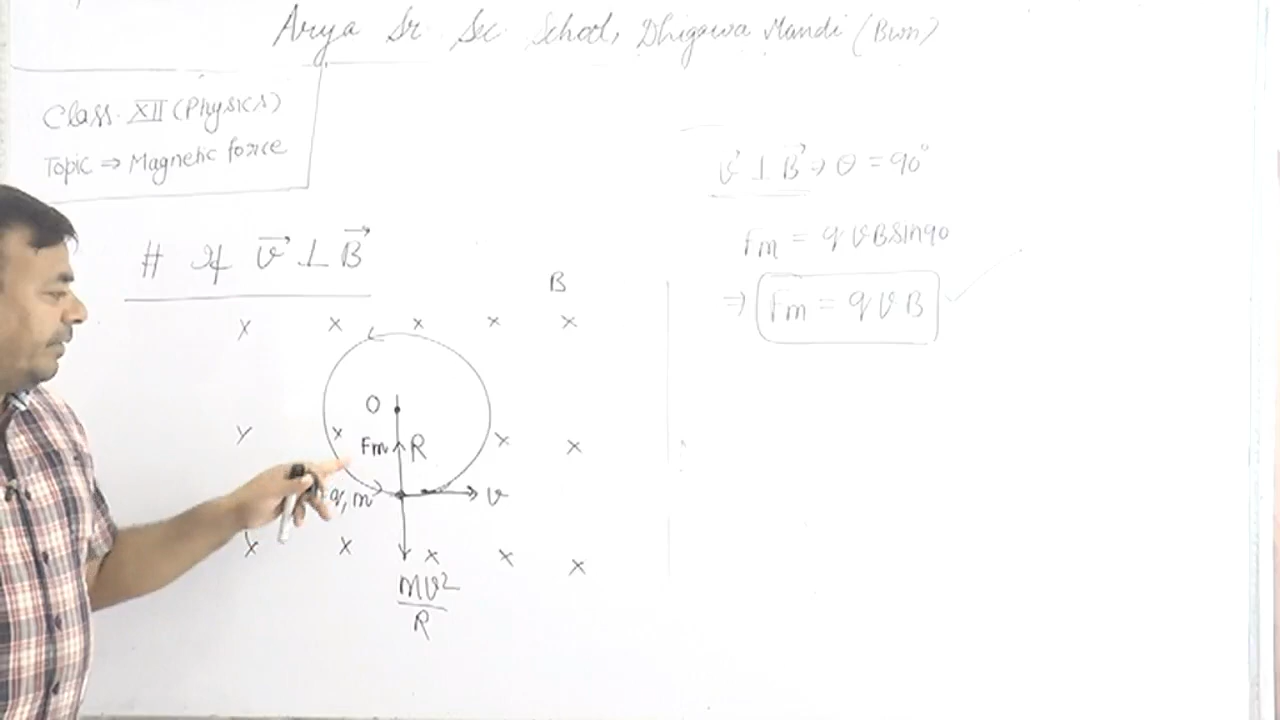 Arya Sr. Sec. School, Dhigawa Mandi (Bwn)
Class. XII (Physics)
Topic ⇒ Magnetic force
# If v⃗ ⊥ B⃗
B
x x x x x
O
x Fm R x x
q, m v
x x x x x
mv²/R
v⃗ ⊥ B⃗ ⇒ θ = 90°
Fm = qvBsin90
⇒ Fm = qvB